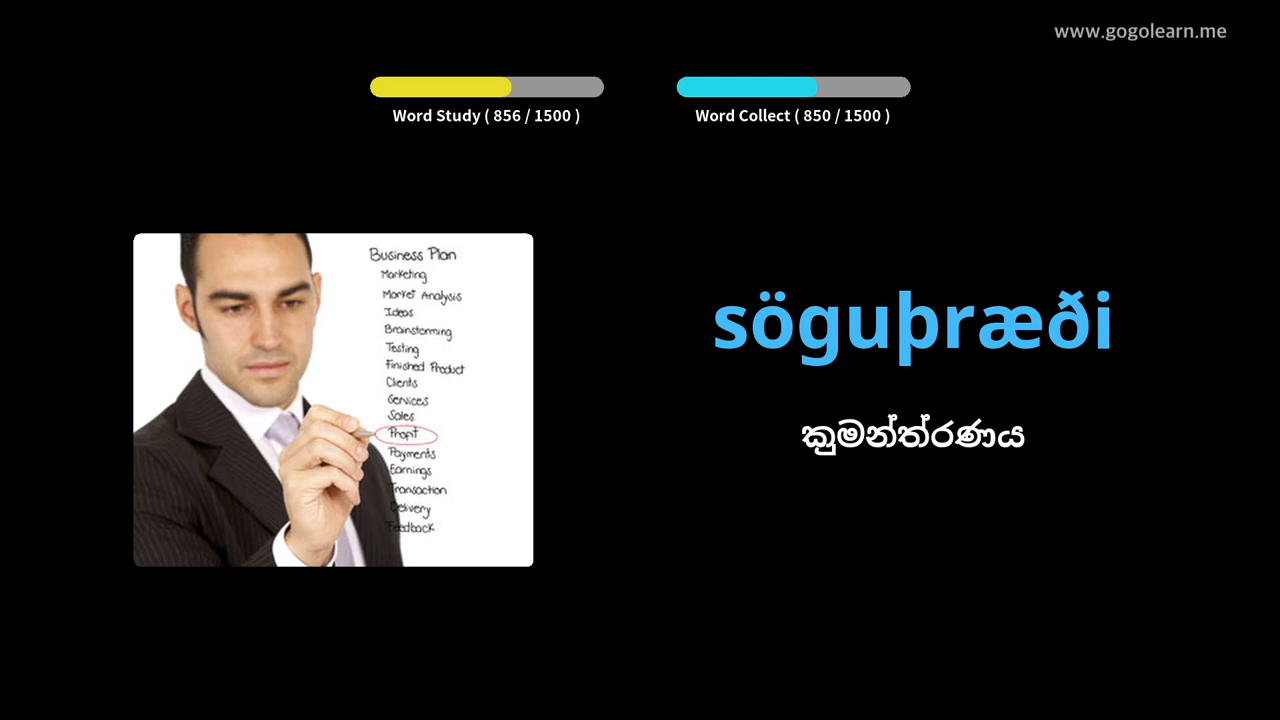 www.gogolearn.me
Word Study ( 856 / 1500 )
Word Collect ( 850 / 1500 )
Business Plan
Marketing
Market Analysis
Ideas
Brainstorming
Testing
Finished Product
Clients
Services
Sales
Profit
Payments
Earnings
Transaction
Delivery
Feedback
söguþræði
කුමන්ත්රණය